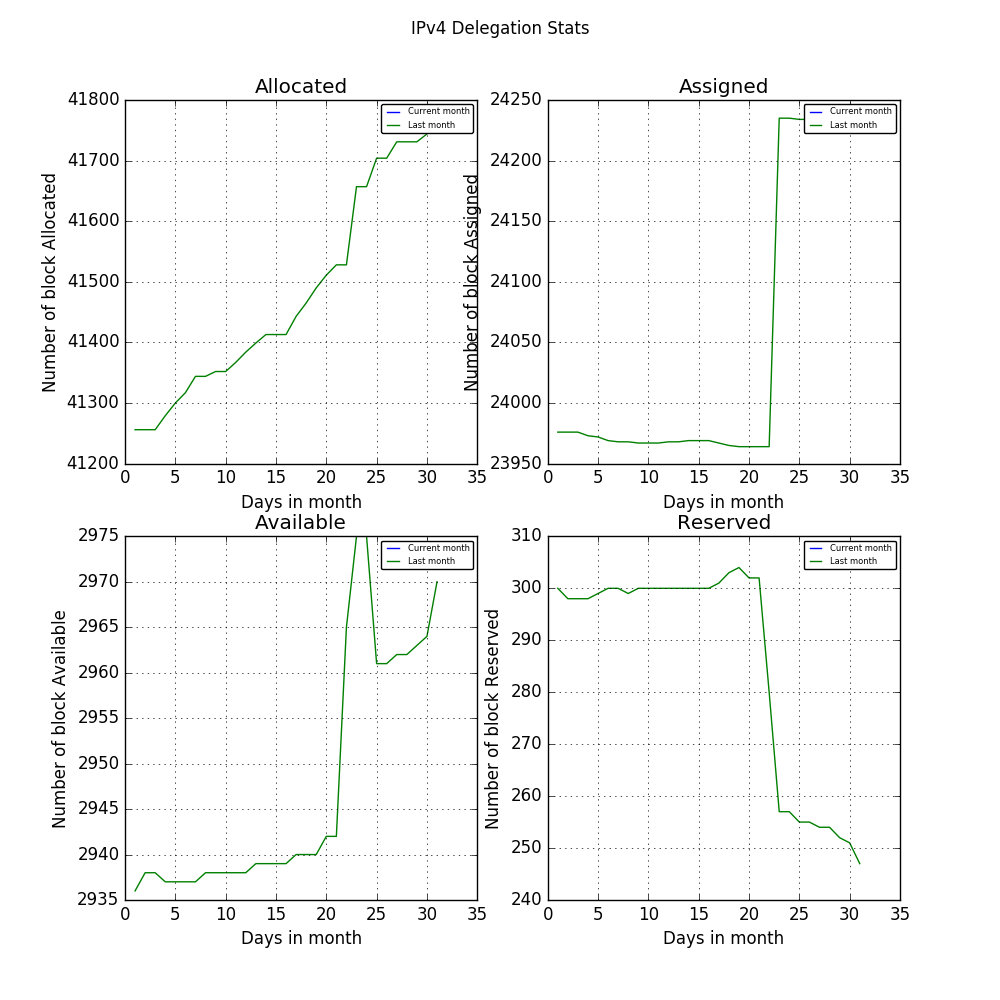 IPv4 Delegation Stats
Allocated
41800
41700
41600
41500
41400
41300
41200
Number of block Allocated
0 5 10 15 20 25 30 35
Days in month
Current month
Last month
Assigned
24250
24200
24150
24100
24050
24000
23950
Number of block Assigned
0 5 10 15 20 25 30 35
Days in month
Current month
Last month
Available
2975
2970
2965
2960
2955
2950
2945
2940
2935
Number of block Available
0 5 10 15 20 25 30 35
Days in month
Current month
Last month
Reserved
310
300
290
280
270
260
250
240
Number of block Reserved
0 5 10 15 20 25 30 35
Days in month
Current month
Last month